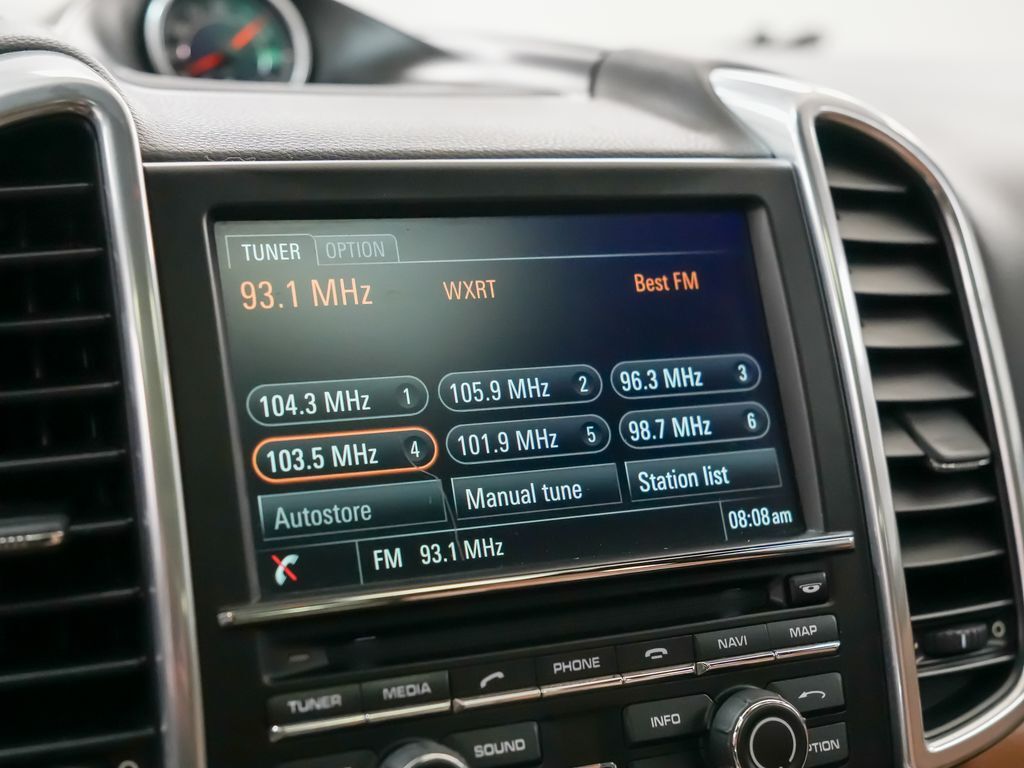 TUNER OPTION
93.1 MHz WXRT Best FM
104.3 MHz 1 105.9 MHz 2 96.3 MHz 3
103.5 MHz 4 101.9 MHz 5 98.7 MHz 6
Autostore Manual tune Station list
FM 93.1 MHz 08:08am
TUNER MEDIA PHONE NAVI MAP
SOUND INFO